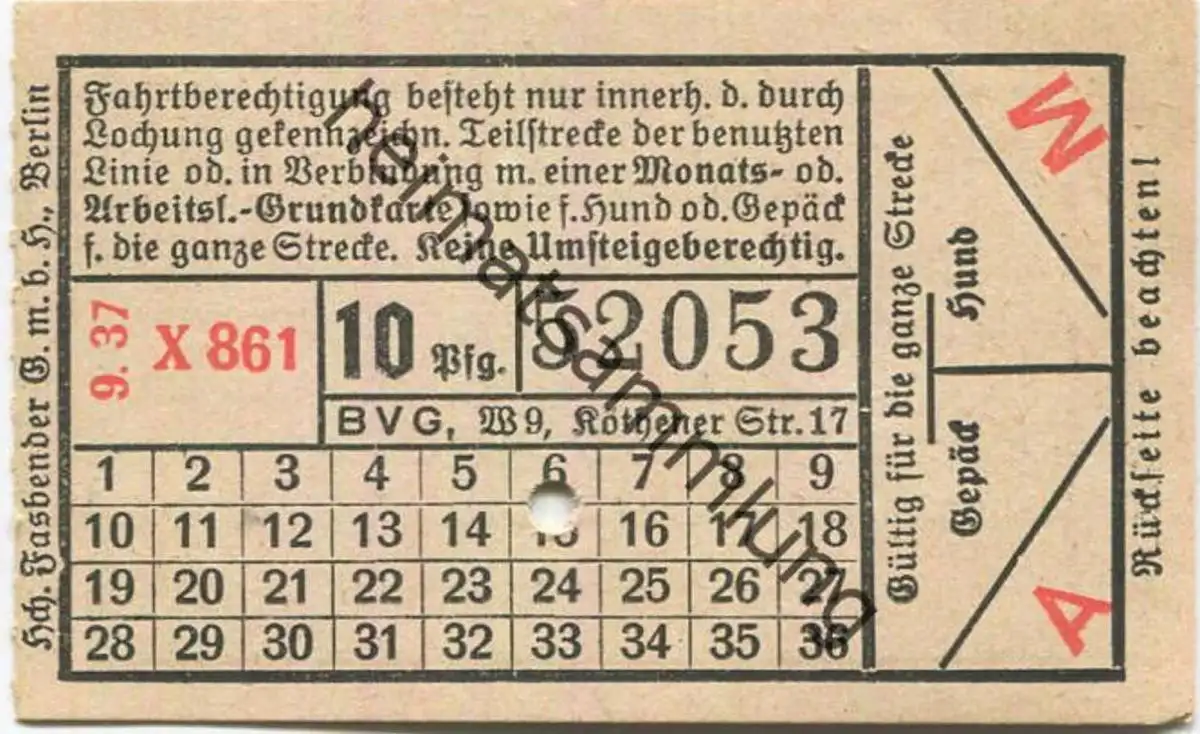 Hch. Fasbender G. m. b. H., Berlin
Fahrtberechtigung besteht nur innerh. d. durch
Lochung gekennzeichn. Teilstrecke der benutzten
Linie od. in Verbindung m. einer Monats- od.
Arbeitsl.-Grundkarte sowie f. Hund od. Gepäck
f. die ganze Strecke. Keine Umsteigeberechtig.
9. 37
X 861
10 Pfg.
52053
BVG, W 9, Köthener Str. 17
1 2 3 4 5 6 7 8 9
10 11 12 13 14 15 16 17 18
19 20 21 22 23 33 24 25 26 27
28 29 30 31 32 33 34 35 36
Gültig für die ganze Strecke
Hund
Gepäck
W
A
Rückseite beachten!
heimatsammlung